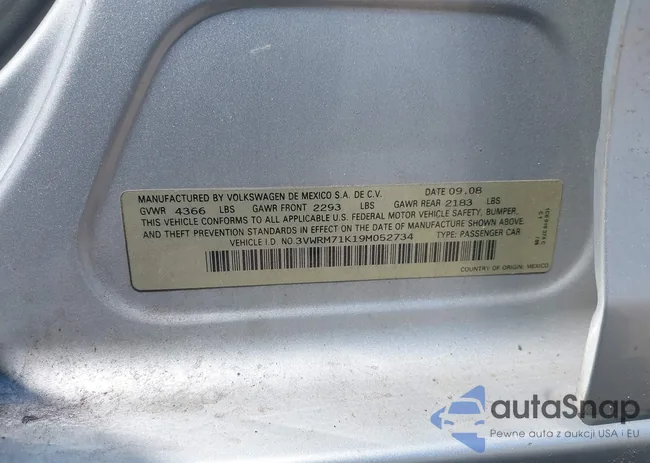 MANUFACTURED BY VOLKSWAGEN DE MEXICO S.A. DE C.V. DATE 09.08
GVWR 4366 LBS GAWR FRONT 2293 LBS GAWR REAR 2183 LBS
THIS VEHICLE CONFORMS TO ALL APPLICABLE U.S. FEDERAL MOTOR VEHICLE SAFETY, BUMPER,
AND THEFT PREVENTION STANDARDS IN EFFECT ON THE DATE OF MANUFACTURE SHOWN ABOVE.
VEHICLE I.D. NO. 3VWRM71K19M052734 TYPE: PASSENGER CAR
COUNTRY OF ORIGIN: MEXICO
autaSnap
Pewne auta z aukcji USA i EU